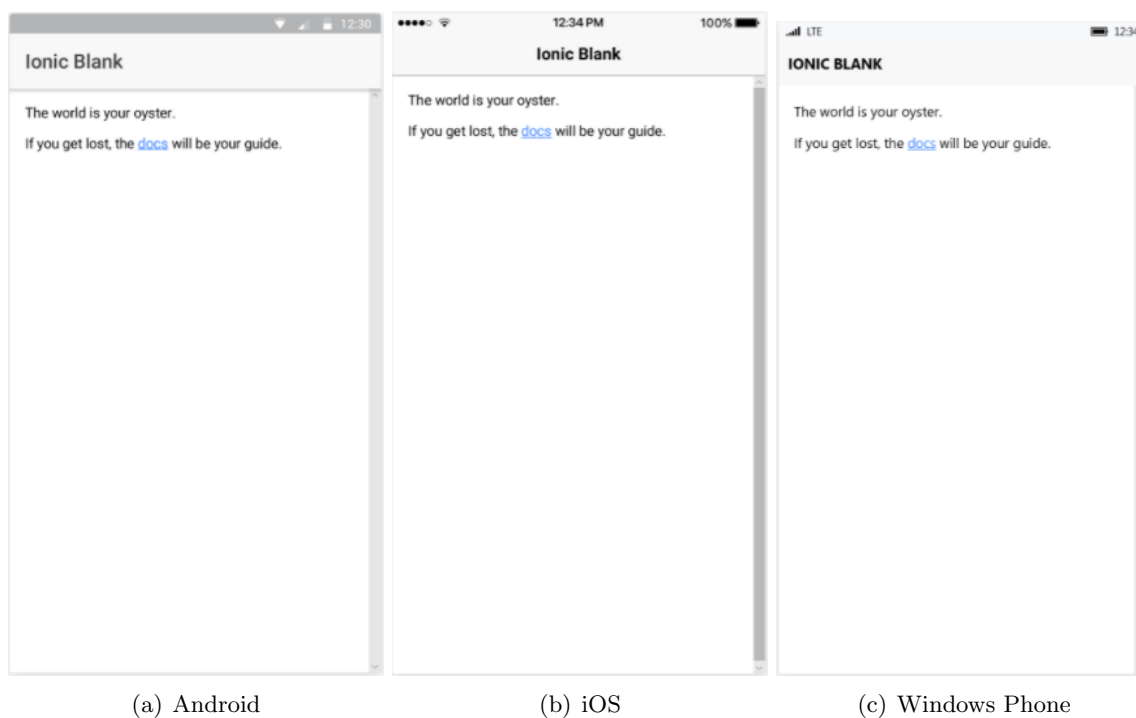 12:30
Ionic Blank
The world is your oyster.
If you get lost, the docs will be your guide.
12:34 PM
100%
Ionic Blank
The world is your oyster.
If you get lost, the docs will be your guide.
LTE
12:34
IONIC BLANK
The world is your oyster.
If you get lost, the docs will be your guide.
(a) Android
(b) iOS
(c) Windows Phone